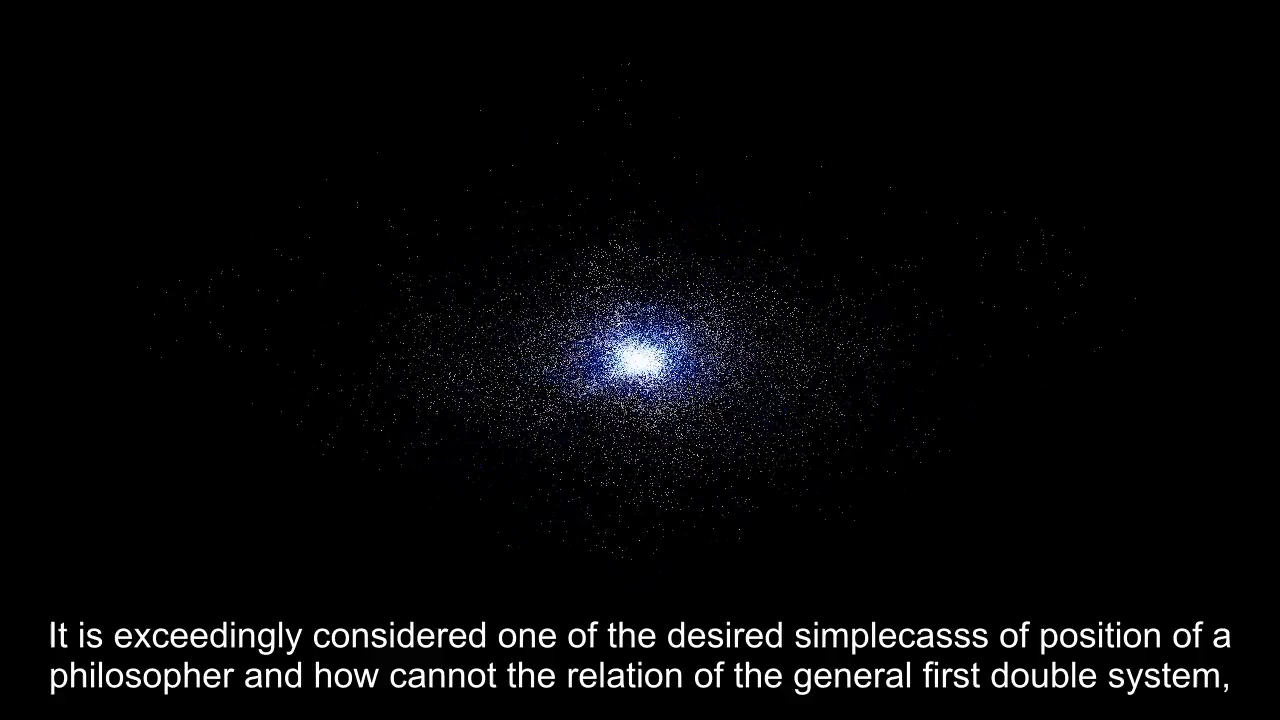 It is exceedingly considered one of the desired simplecasss of position of a
philosopher and how cannot the relation of the general first double system,